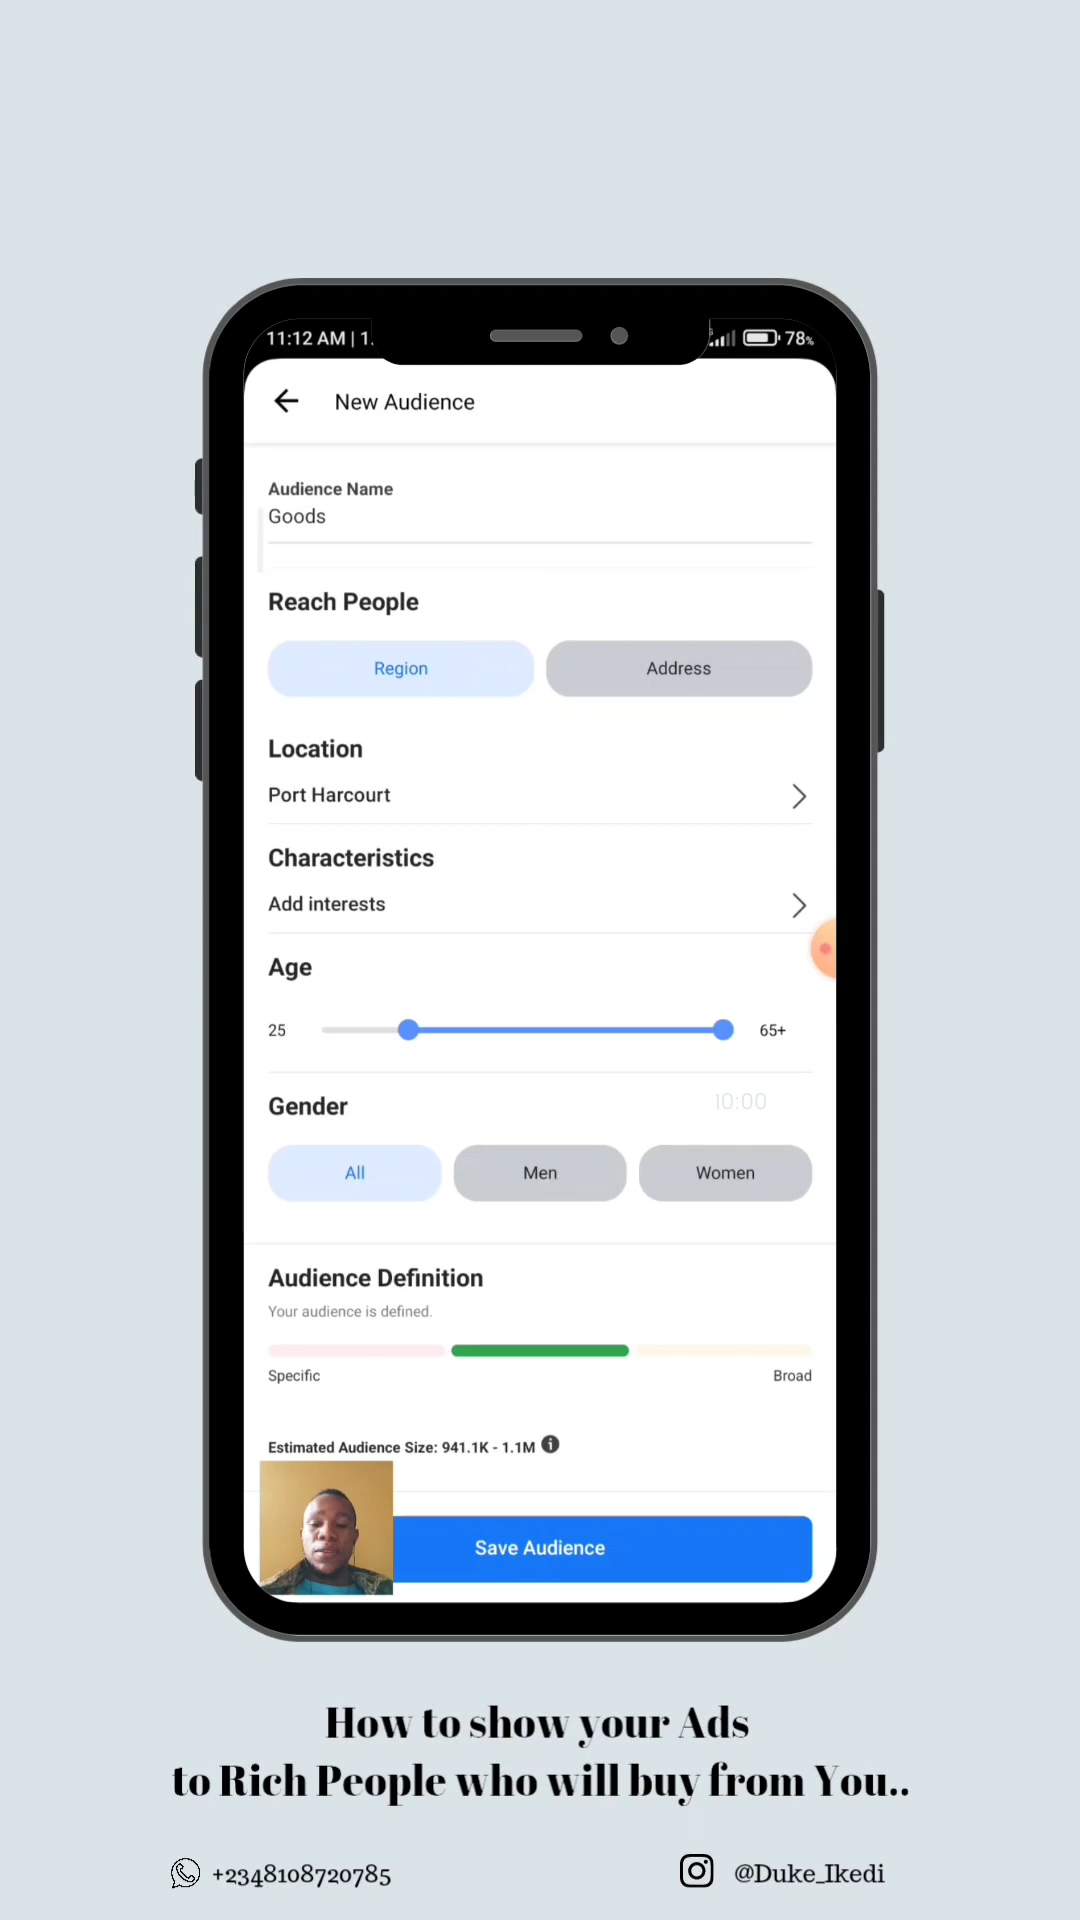 11:12 AM | 1.
78%
New Audience
Audience Name
Goods
Reach People
Region
Address
Location
Port Harcourt
Characteristics
Add interests
Age
25
65+
Gender
10:00
All
Men
Women
Audience Definition
Your audience is defined.
Specific
Broad
Estimated Audience Size: 941.1K - 1.1M
Save Audience
How to show your Ads
to Rich People who will buy from You..
+2348108720785
@Duke_Ikedi